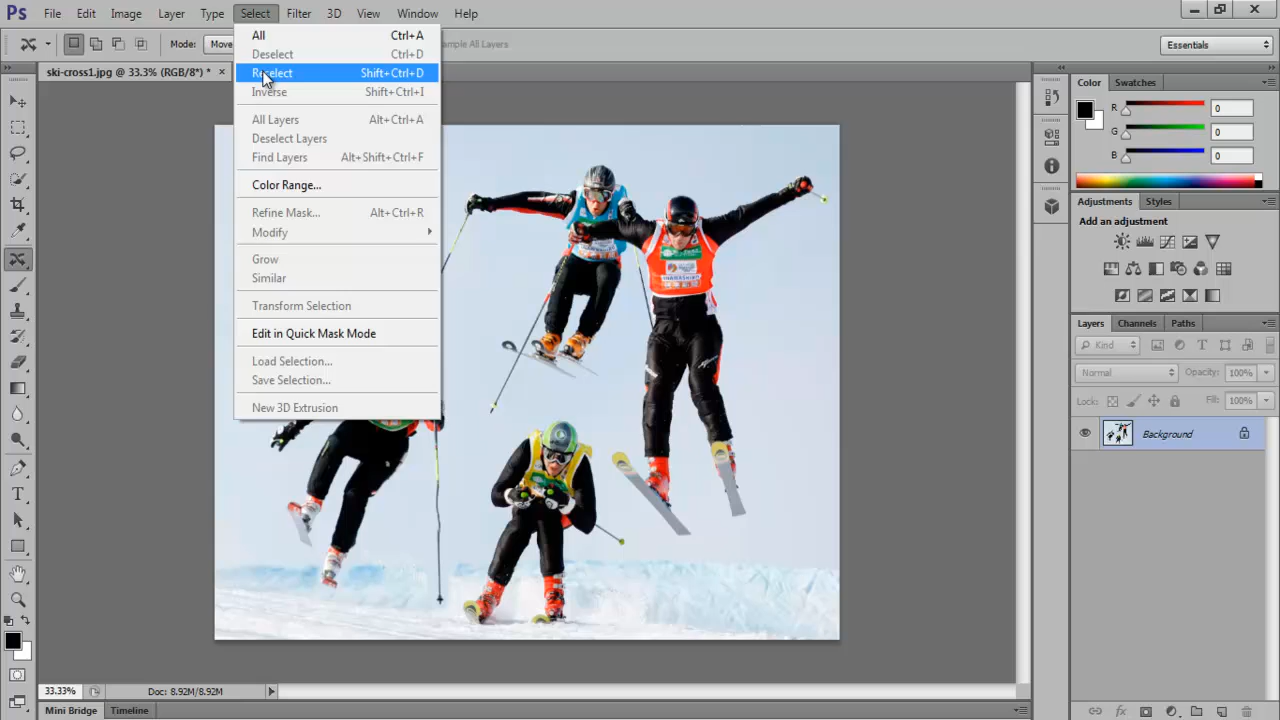 Ps File Edit Image Layer Type Select Filter 3D View Window Help
Mode: Move
ample All Layers
Essentials
ski-cross1.jpg @ 33.3% (RGB/8*) * ×
All Ctrl+A
Deselect Ctrl+D
Reselect Shift+Ctrl+D
Inverse Shift+Ctrl+I
All Layers Alt+Ctrl+A
Deselect Layers
Find Layers Alt+Shift+Ctrl+F
Color Range...
Refine Mask... Alt+Ctrl+R
Modify
Grow
Similar
Transform Selection
Edit in Quick Mask Mode
Load Selection...
Save Selection...
New 3D Extrusion
Color Swatches
R 0
G 0
B 0
Adjustments Styles
Add an adjustment
Layers Channels Paths
Kind
Normal Opacity: 100%
Lock: Fill: 100%
Background
33.33% Doc: 8.92M/8.92M
Mini Bridge Timeline